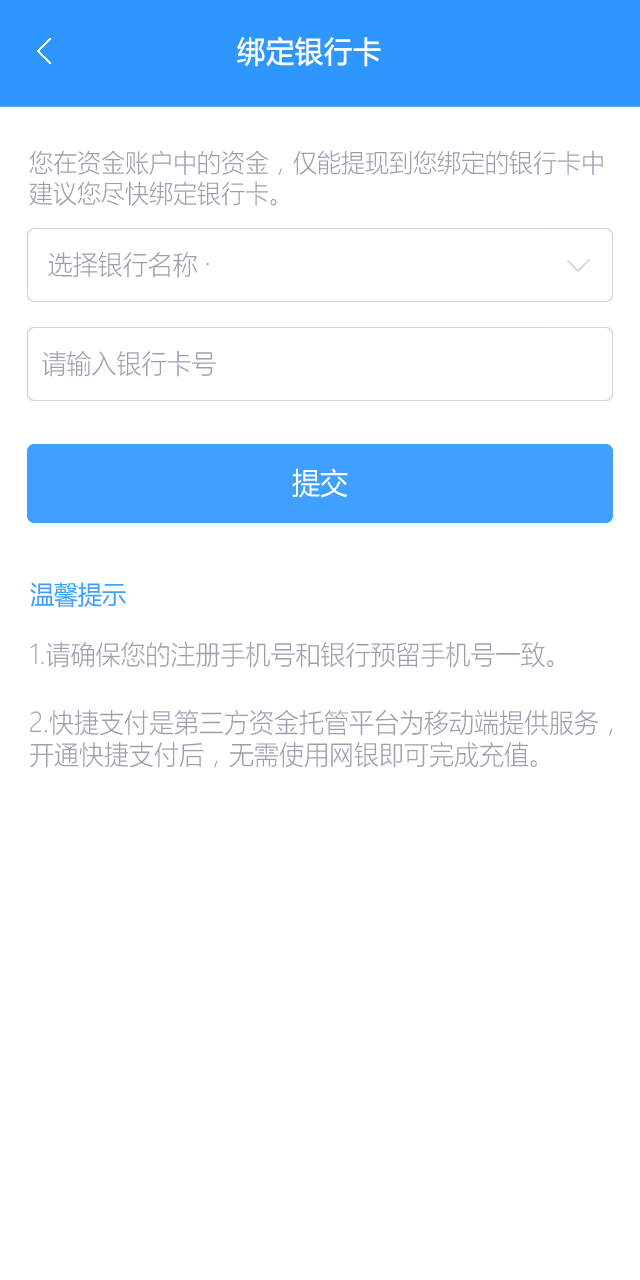 绑定银行卡
您在资金账户中的资金，仅能提现到您绑定的银行卡中
建议您尽快绑定银行卡。
选择银行名称 ·
请输入银行卡号
提交
温馨提示
1.请确保您的注册手机号和银行预留手机号一致。
2.快捷支付是第三方资金托管平台为移动端提供服务，
开通快捷支付后，无需使用网银即可完成充值。